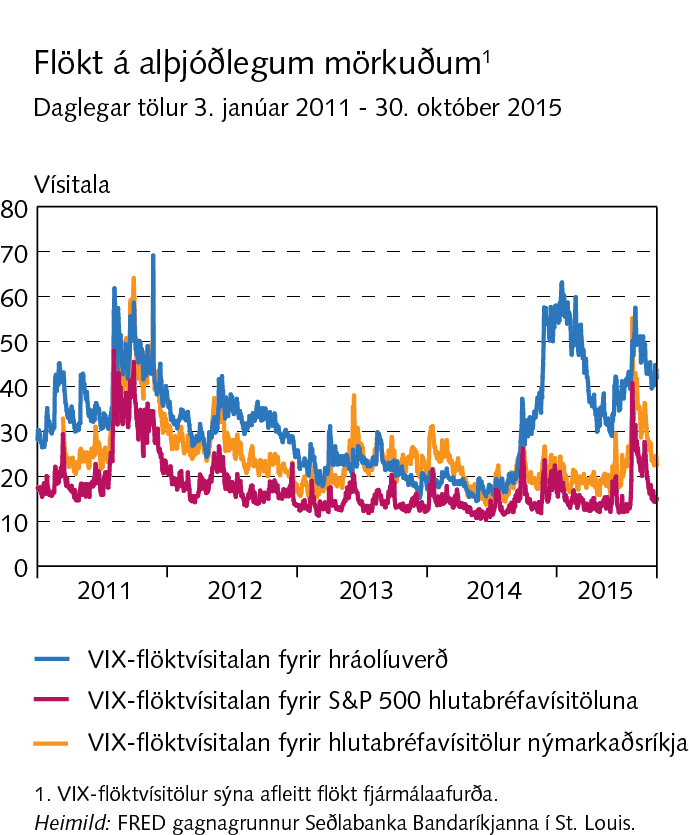 Flökt á alþjóðlegum mörkuðum¹
Daglegar tölur 3. janúar 2011 - 30. október 2015
Vísitala
80
70
60
50
40
30
20
10
0
2011 2012 2013 2014 2015
VIX-flöktvísitalan fyrir hráolíuverð
VIX-flöktvísitalan fyrir S&P 500 hlutabréfavísitöluna
VIX-flöktvísitalan fyrir hlutabréfavísitölur nýmarkaðsríkja
1. VIX-flöktvísitölur sýna afleitt flökt fjármálaafurða.
Heimild: FRED gagnagrunnur Seðlabanka Bandaríkjanna í St. Louis.